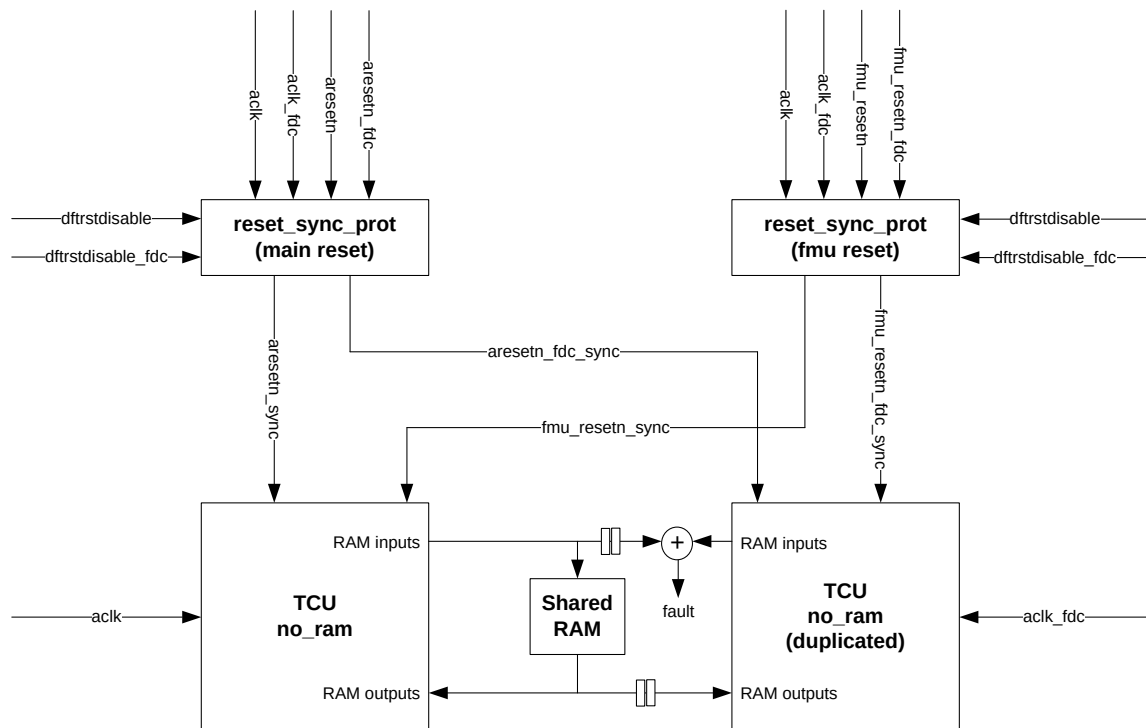 aclk
aclk_fdc
aresetn
aresetn_fdc
aclk
aclk_fdc
fmu_resetn
fmu_resetn_fdc
dftrstdisable
dftrstdisable_fdc
reset_sync_prot
(main reset)
reset_sync_prot
(fmu reset)
dftrstdisable
dftrstdisable_fdc
aresetn_sync
aresetn_fdc_sync
fmu_resetn_sync
fmu_resetn_fdc_sync
RAM inputs
+
RAM inputs
aclk
TCU
no_ram
Shared
RAM
fault
TCU
no_ram
(duplicated)
aclk_fdc
RAM outputs
RAM outputs